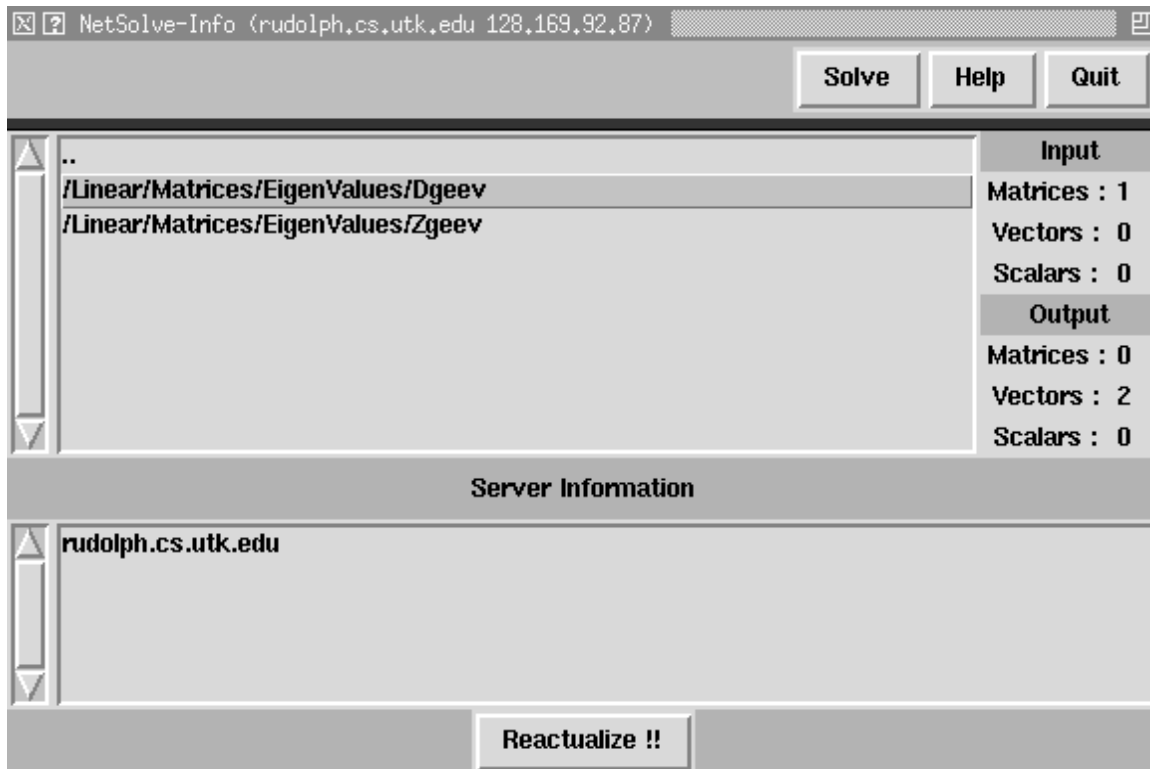 NetSolve-Info (rudolph.cs.utk.edu 128.169.92.87)
Solve Help Quit
..
/Linear/Matrices/EigenValues/Dgeev
/Linear/Matrices/EigenValues/Zgeev
Input
Matrices : 1
Vectors : 0
Scalars : 0
Output
Matrices : 0
Vectors : 2
Scalars : 0
Server Information
rudolph.cs.utk.edu
Reactualize !!